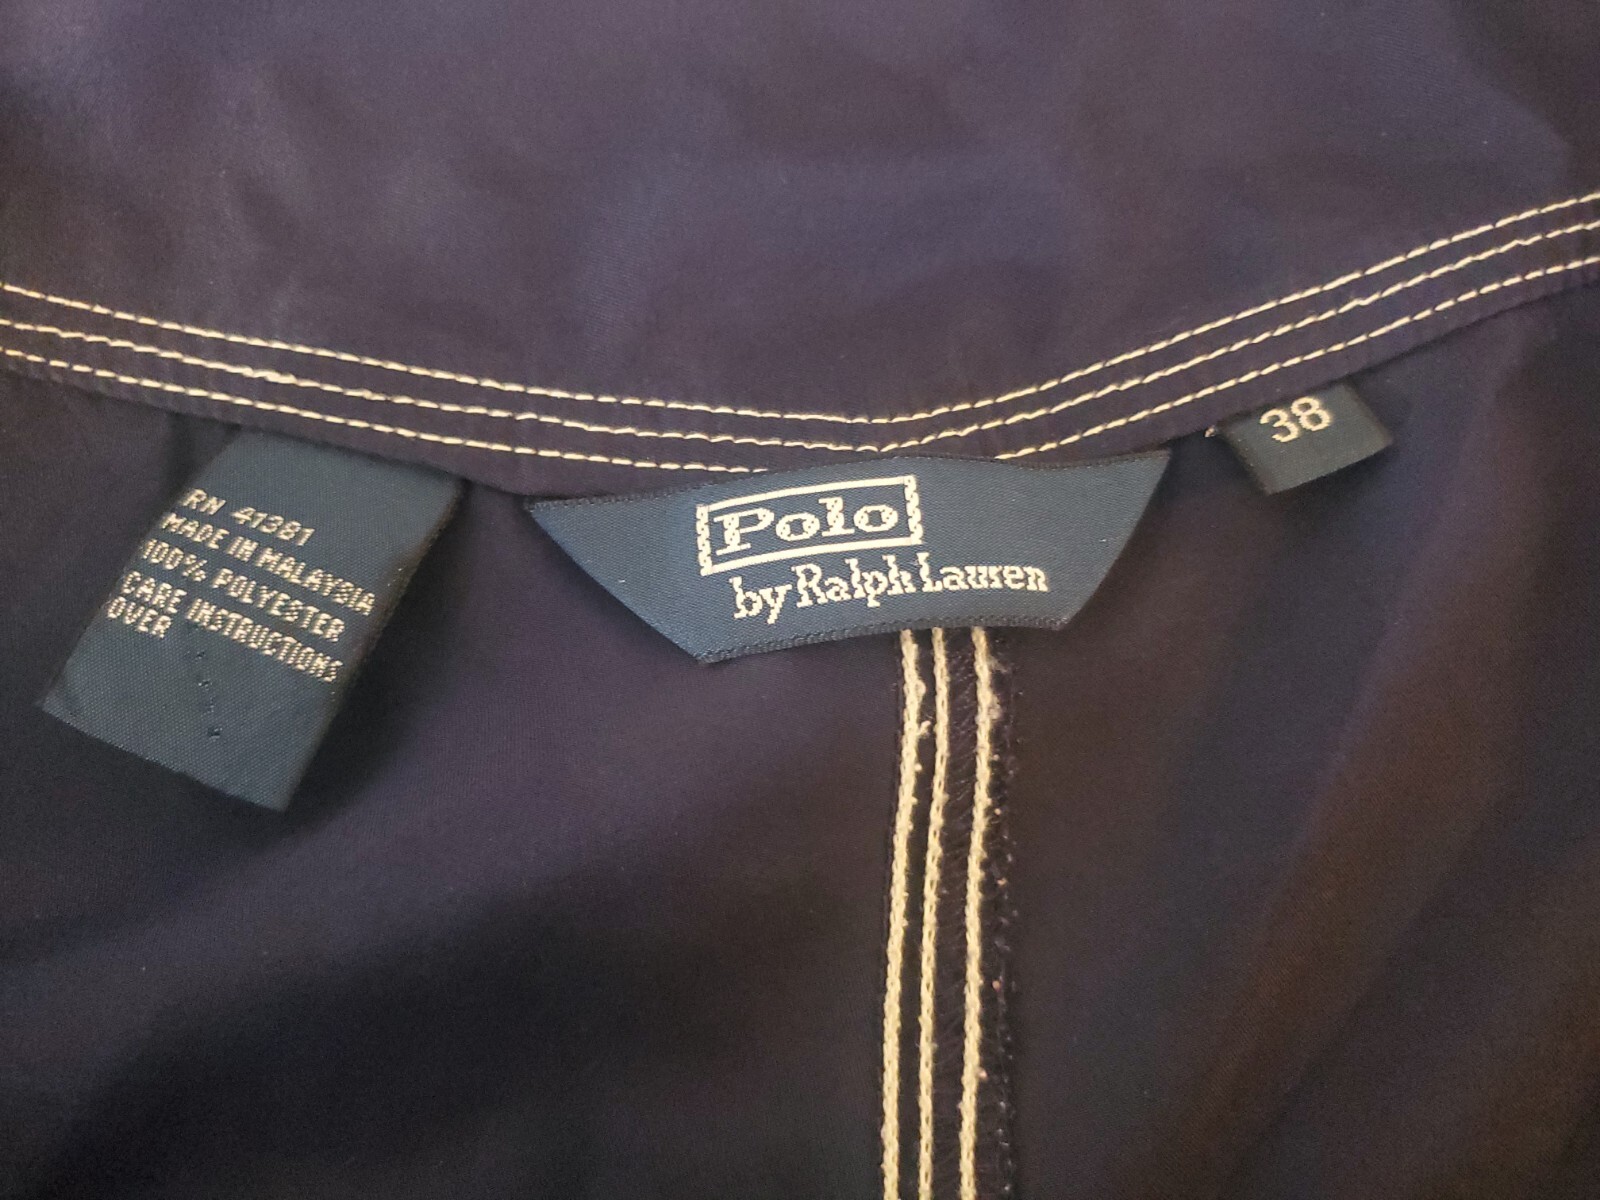 RN 41381
MADE IN MALAYSIA
100% POLYESTER
CARE INSTRUCTIONS
OVER
Polo
by Ralph Lauren
38